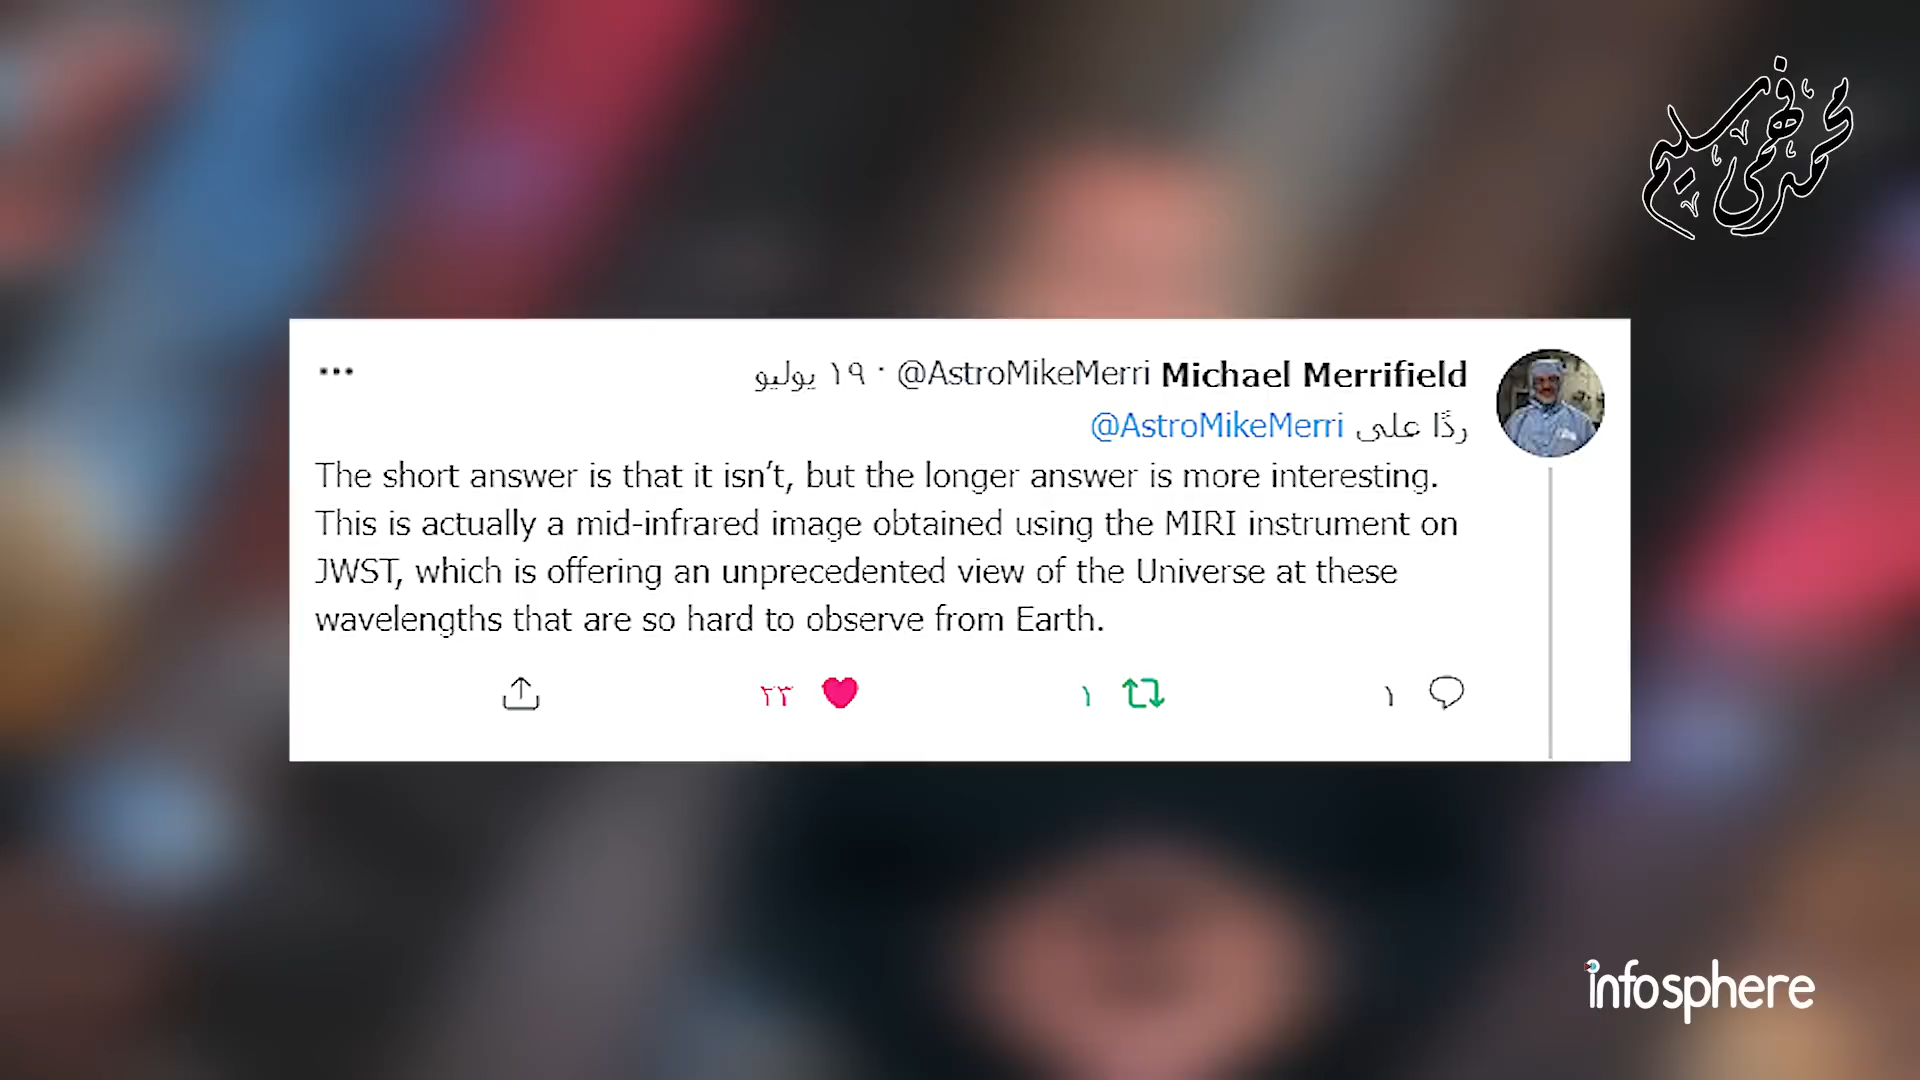 محمد فهمي سليم
Michael Merrifield @AstroMikeMerri · ١٩ يوليو
ردًا على @AstroMikeMerri
The short answer is that it isn’t, but the longer answer is more interesting.
This is actually a mid-infrared image obtained using the MIRI instrument on
JWST, which is offering an unprecedented view of the Universe at these
wavelengths that are so hard to observe from Earth.
١ ١ ٢٣
infosphere